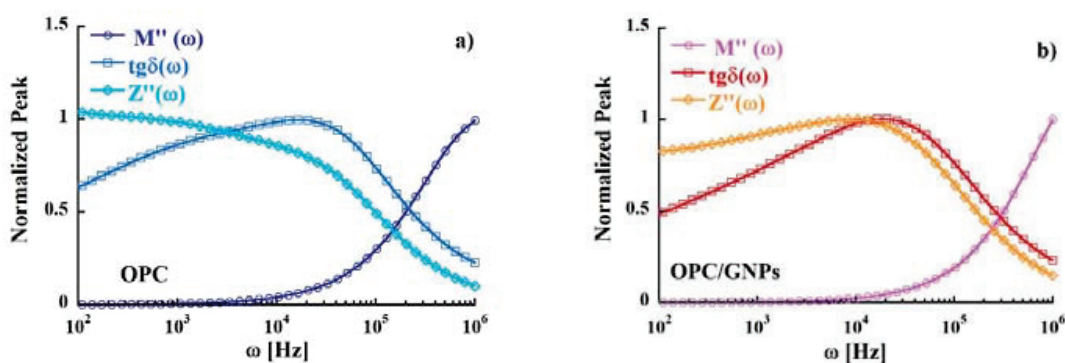 1.5
M'' (ω)
a)
tgδ(ω)
Z''(ω)
1
Normalized Peak
0.5
OPC
0
10² 10³ 10⁴ 10⁵ 10⁶
ω [Hz]
1.5
M'' (ω)
b)
tgδ(ω)
Z''(ω)
1
Normalized Peak
0.5
OPC/GNPs
0
10² 10³ 10⁴ 10⁵ 10⁶
ω [Hz]